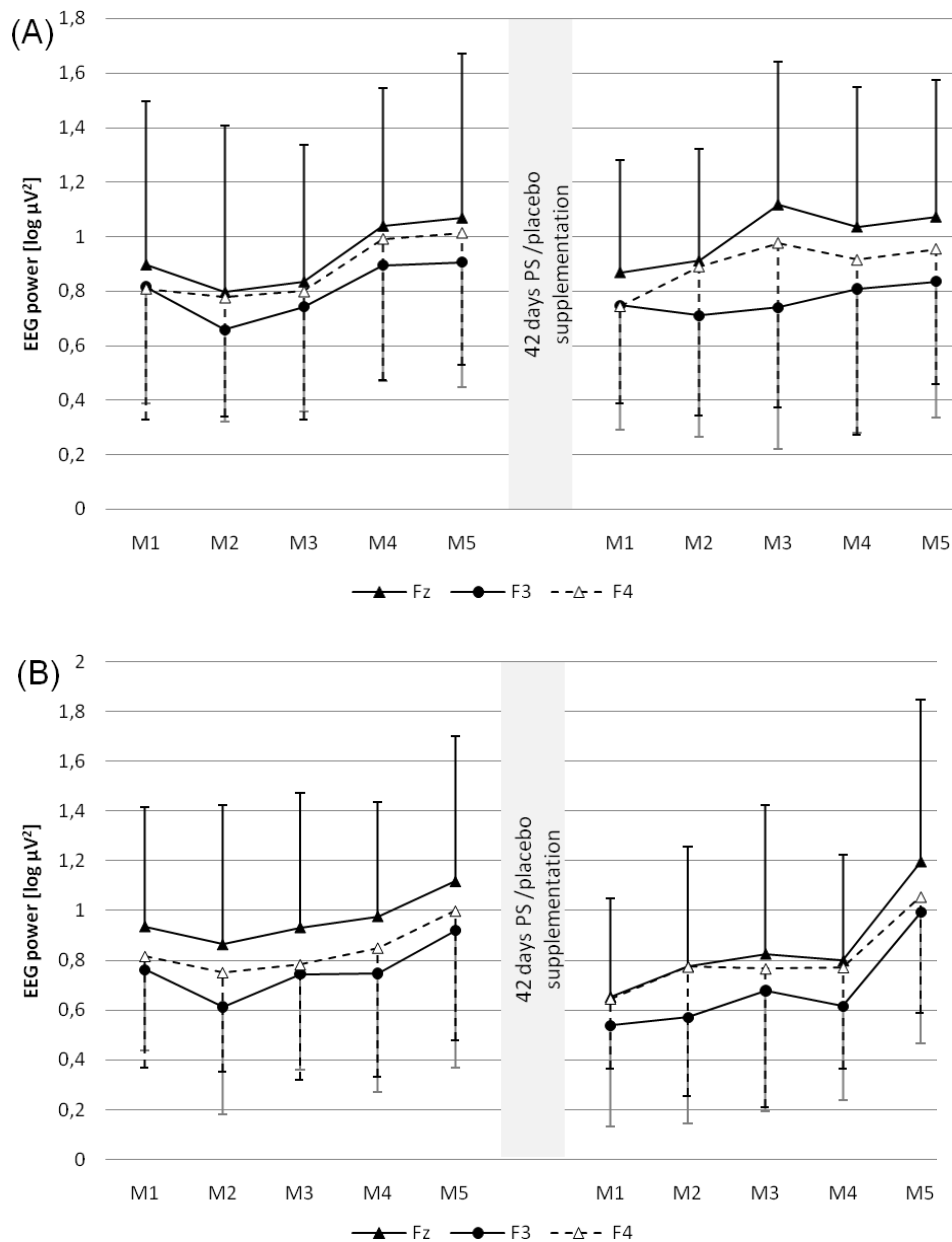 (A)
1,8
1,6
1,4
1,2
1
0,8
0,6
0,4
0,2
0
EEG power [log µV²]
42 days PS /placebo
supplementation
M1 M2 M3 M4 M5 M1 M2 M3 M4 M5
Fz F3 F4
(B)
2
1,8
1,6
1,4
1,2
1
0,8
0,6
0,4
0,2
0
EEG power [log µV²]
42 days PS /placebo
supplementation
M1 M2 M3 M4 M5 M1 M2 M3 M4 M5
Fz F3 F4